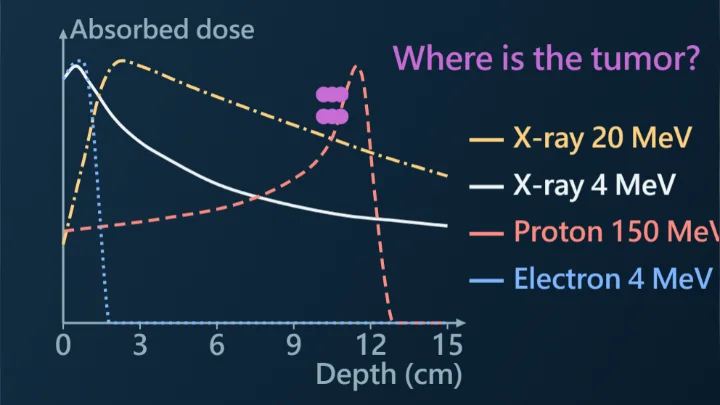 Absorbed dose
Where is the tumor?
X-ray 20 MeV
X-ray 4 MeV
Proton 150 MeV
Electron 4 MeV
0 3 6 9 12 15
Depth (cm)